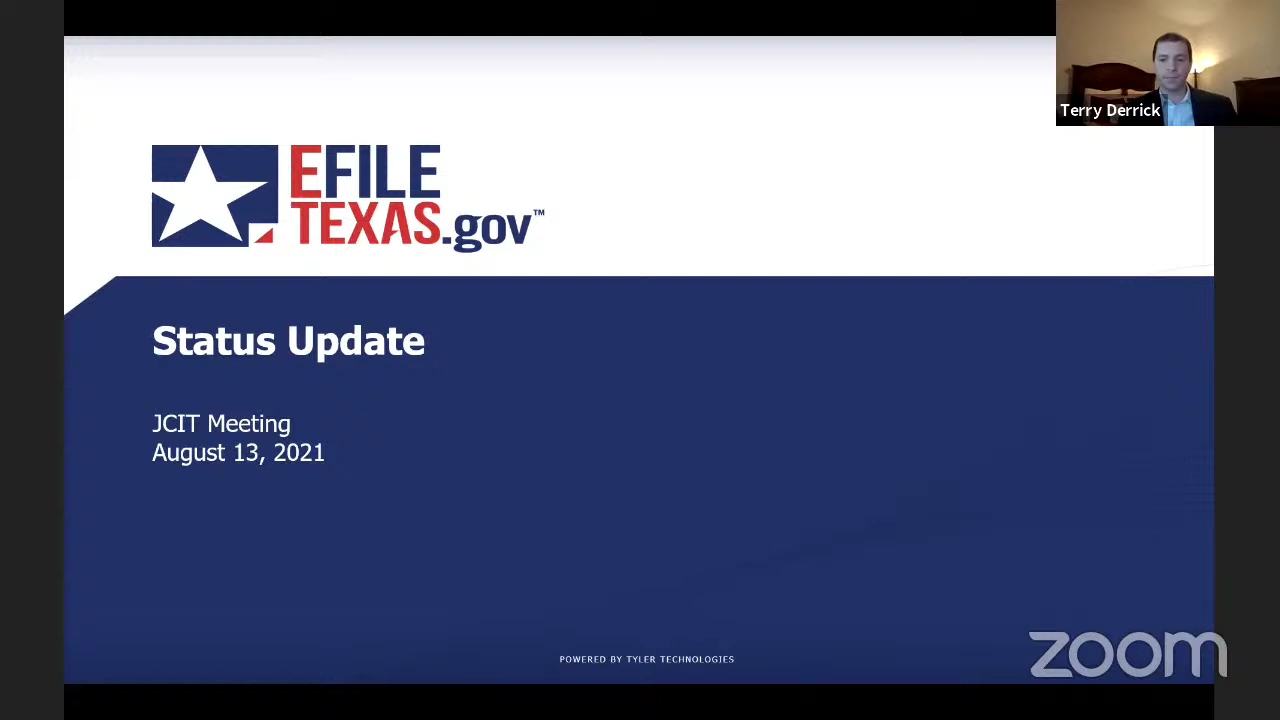 Terry Derrick
EFILE
TEXAS.gov™
Status Update
JCIT Meeting
August 13, 2021
POWERED BY TYLER TECHNOLOGIES
zoom